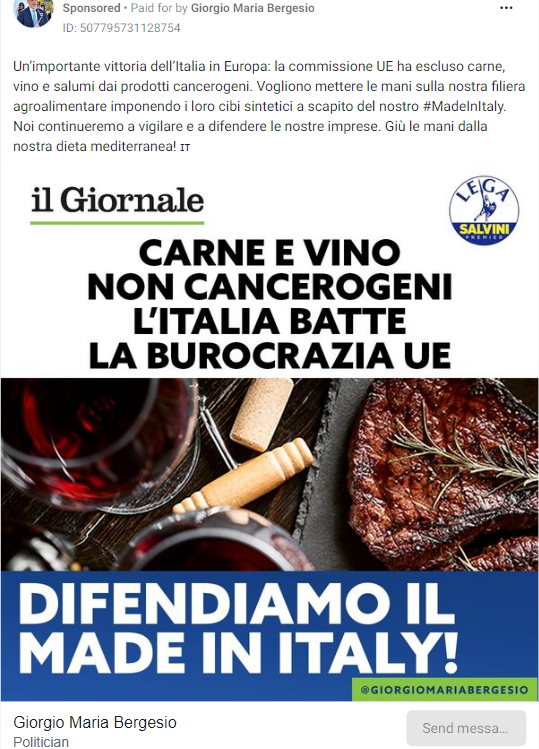 Sponsored • Paid for by Giorgio Maria Bergesio
ID: 507795731128754
Un'importante vittoria dell'Italia in Europa: la commissione UE ha escluso carne,
vino e salumi dai prodotti cancerogeni. Vogliono mettere le mani sulla nostra filiera
agroalimentare imponendo i loro cibi sintetici a scapito del nostro #MadeInItaly.
Noi continueremo a vigilare e a difendere le nostre imprese. Giù le mani dalla
nostra dieta mediterranea! IT
il Giornale
LEGA
SALVINI
PREMIER
CARNE E VINO
NON CANCEROGENI
L'ITALIA BATTE
LA BUROCRAZIA UE
DIFENDIAMO IL
MADE IN ITALY!
@GIORGIOMARIABERGESIO
Giorgio Maria Bergesio
Politician
Send messa...